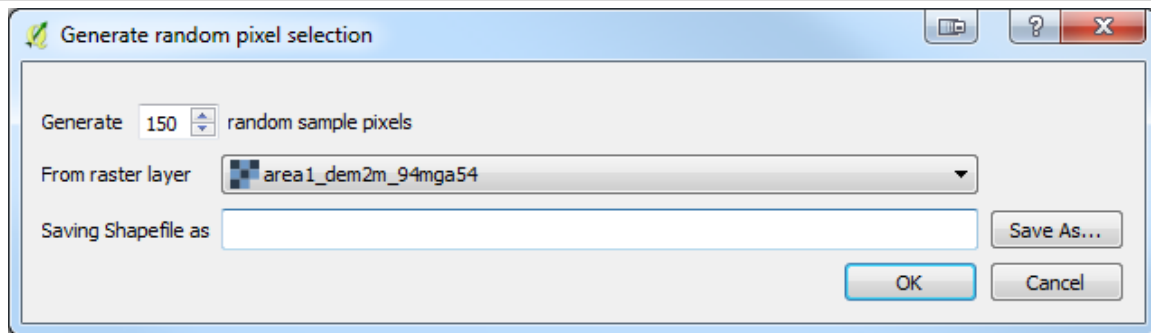 Generate random pixel selection
?
Generate 150 random sample pixels
From raster layer area1_dem2m_94mga54
Saving Shapefile as Save As...
OK Cancel